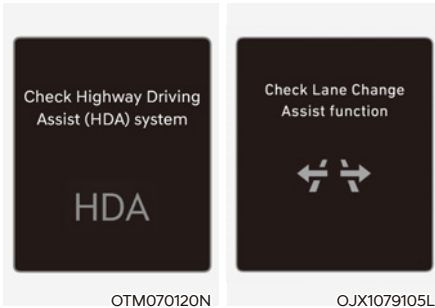 Check Highway Driving
Assist (HDA) system
HDA
OTM070120N
Check Lane Change
Assist function
OJX1079105L